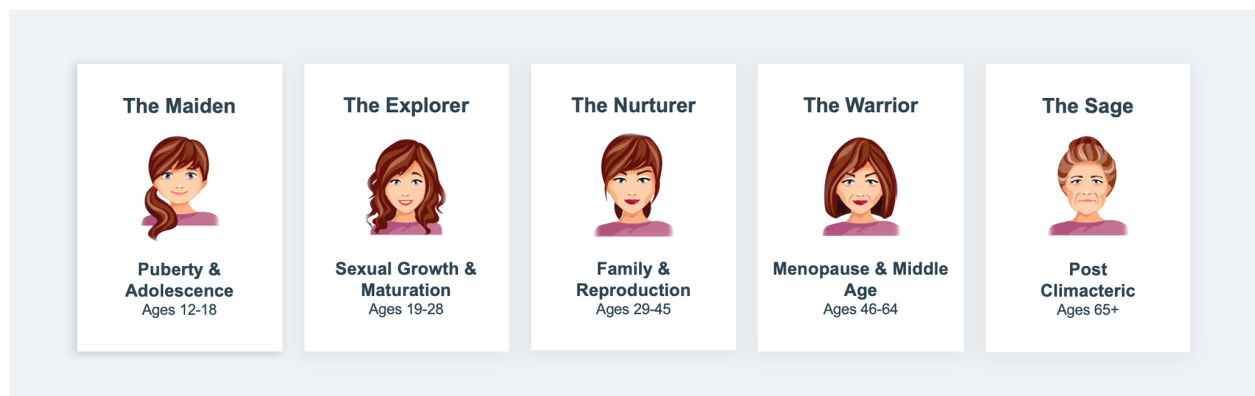 The Maiden
Puberty &
Adolescence
Ages 12-18
The Explorer
Sexual Growth &
Maturation
Ages 19-28
The Nurturer
Family &
Reproduction
Ages 29-45
The Warrior
Menopause & Middle
Age
Ages 46-64
The Sage
Post
Climacteric
Ages 65+